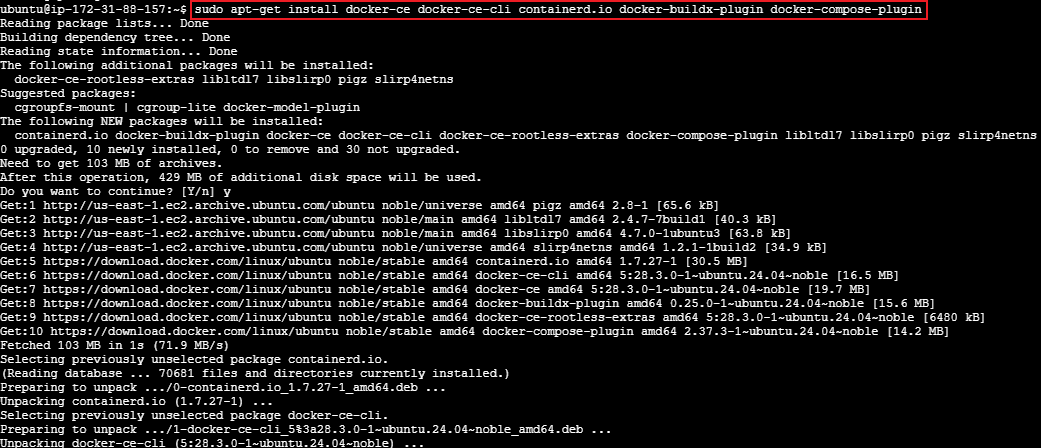 ubuntu@ip-172-31-88-157:~$ sudo apt-get install docker-ce docker-ce-cli containerd.io docker-buildx-plugin docker-compose-plugin
Reading package lists... Done
Building dependency tree... Done
Reading state information... Done
The following additional packages will be installed:
  docker-ce-rootless-extras libltdl7 libslirp0 pigz slirp4netns
Suggested packages:
  cgroupfs-mount | cgroup-lite docker-model-plugin
The following NEW packages will be installed:
  containerd.io docker-buildx-plugin docker-ce docker-ce-cli docker-ce-rootless-extras docker-compose-plugin libltdl7 libslirp0 pigz slirp4netns
0 upgraded, 10 newly installed, 0 to remove and 30 not upgraded.
Need to get 103 MB of archives.
After this operation, 429 MB of additional disk space will be used.
Do you want to continue? [Y/n] y
Get:1 http://us-east-1.ec2.archive.ubuntu.com/ubuntu noble/universe amd64 pigz amd64 2.8-1 [65.6 kB]
Get:2 http://us-east-1.ec2.archive.ubuntu.com/ubuntu noble/main amd64 libltdl7 amd64 2.4.7-7build1 [40.3 kB]
Get:3 http://us-east-1.ec2.archive.ubuntu.com/ubuntu noble/main amd64 libslirp0 amd64 4.7.0-1ubuntu3 [63.8 kB]
Get:4 http://us-east-1.ec2.archive.ubuntu.com/ubuntu noble/universe amd64 slirp4netns amd64 1.2.1-1build2 [34.9 kB]
Get:5 https://download.docker.com/linux/ubuntu noble/stable amd64 containerd.io amd64 1.7.27-1 [30.5 MB]
Get:6 https://download.docker.com/linux/ubuntu noble/stable amd64 docker-ce-cli amd64 5:28.3.0-1~ubuntu.24.04~noble [16.5 MB]
Get:7 https://download.docker.com/linux/ubuntu noble/stable amd64 docker-ce amd64 5:28.3.0-1~ubuntu.24.04~noble [19.7 MB]
Get:8 https://download.docker.com/linux/ubuntu noble/stable amd64 docker-buildx-plugin amd64 0.25.0-1~ubuntu.24.04~noble [15.6 MB]
Get:9 https://download.docker.com/linux/ubuntu noble/stable amd64 docker-ce-rootless-extras amd64 5:28.3.0-1~ubuntu.24.04~noble [6480 kB]
Get:10 https://download.docker.com/linux/ubuntu noble/stable amd64 docker-compose-plugin amd64 2.37.3-1~ubuntu.24.04~noble [14.2 MB]
Fetched 103 MB in 1s (71.9 MB/s)
Selecting previously unselected package containerd.io.
(Reading database ... 70681 files and directories currently installed.)
Preparing to unpack .../0-containerd.io_1.7.27-1_amd64.deb ...
Unpacking containerd.io (1.7.27-1) ...
Selecting previously unselected package docker-ce-cli.
Preparing to unpack .../1-docker-ce-cli_5%3a28.3.0-1~ubuntu.24.04~noble_amd64.deb ...
Unpacking docker-ce-cli (5:28.3.0-1~ubuntu.24.04~noble) ...